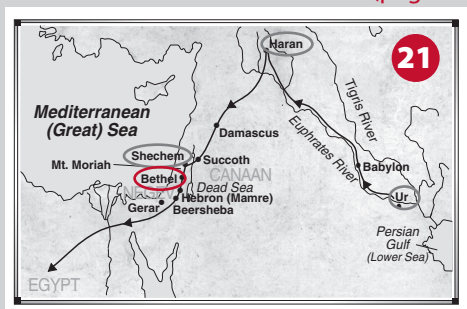 Haran
21
Tigris River
Mediterranean
(Great) Sea
Damascus
Euphrates River
Shechem
Succoth
Mt. Moriah
CANAAN
Babylon
Bethel
Dead Sea
NEGEV
Hebron (Mamre)
Ur
Gerar
Beersheba
Persian
Gulf
(Lower Sea)
EGYPT